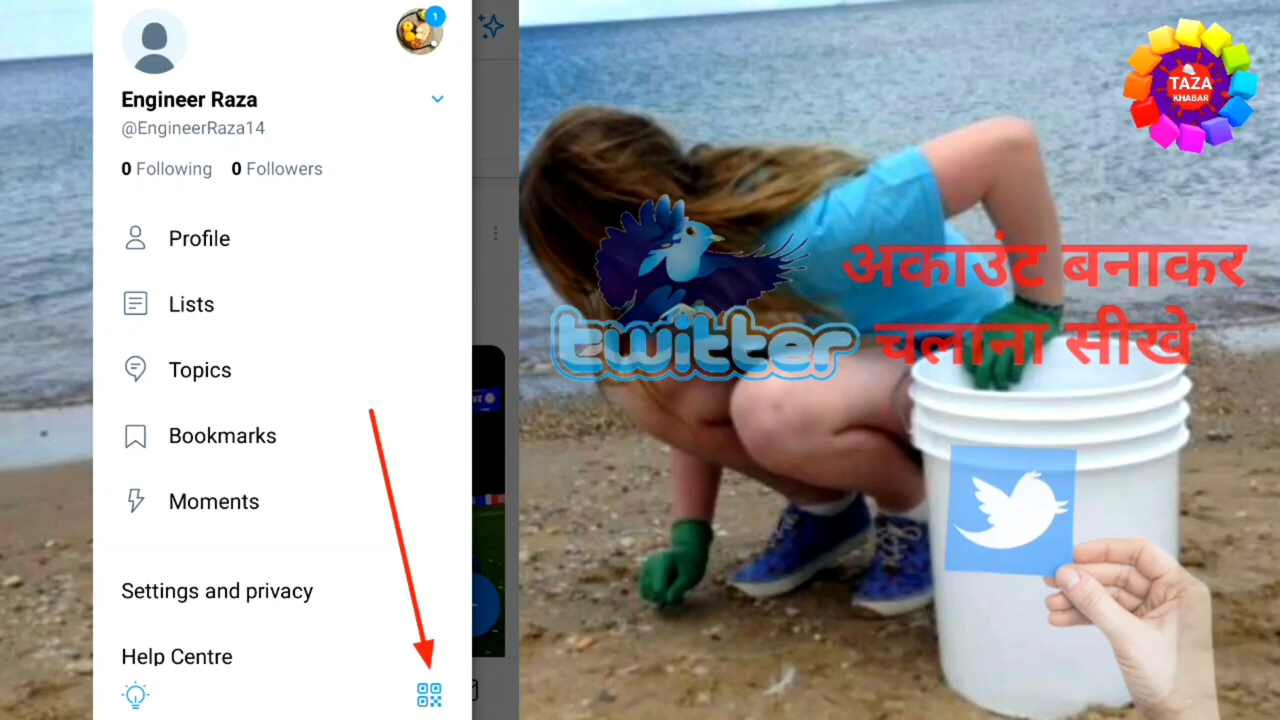 Engineer Raza
@EngineerRaza14
0 Following 0 Followers
Profile
Lists
Topics
Bookmarks
Moments
Settings and privacy
Help Centre
1
TAZA
KHABAR
twitter
अकाउंट बनाकर
चलाना सीखे